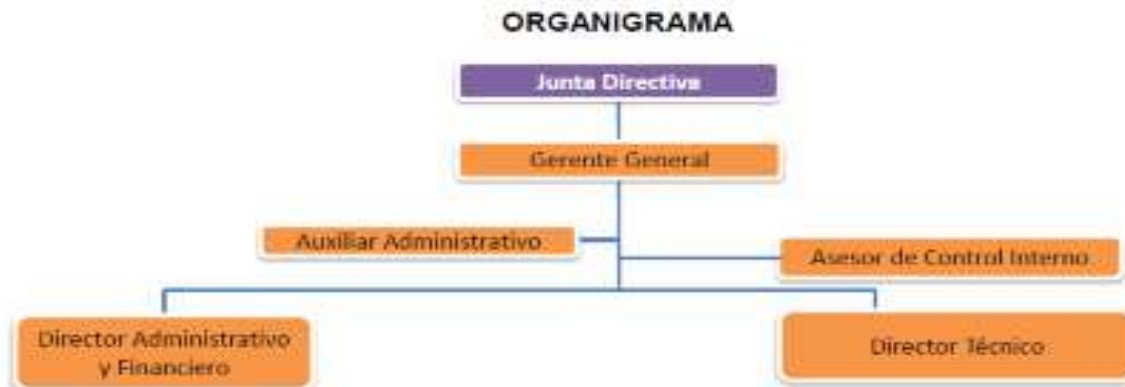 ORGANIGRAMA
Junta Directiva
Gerente General
Auxiliar Administrativo
Asesor de Control Interno
Director Administrativo
y Financiero
Director Técnico